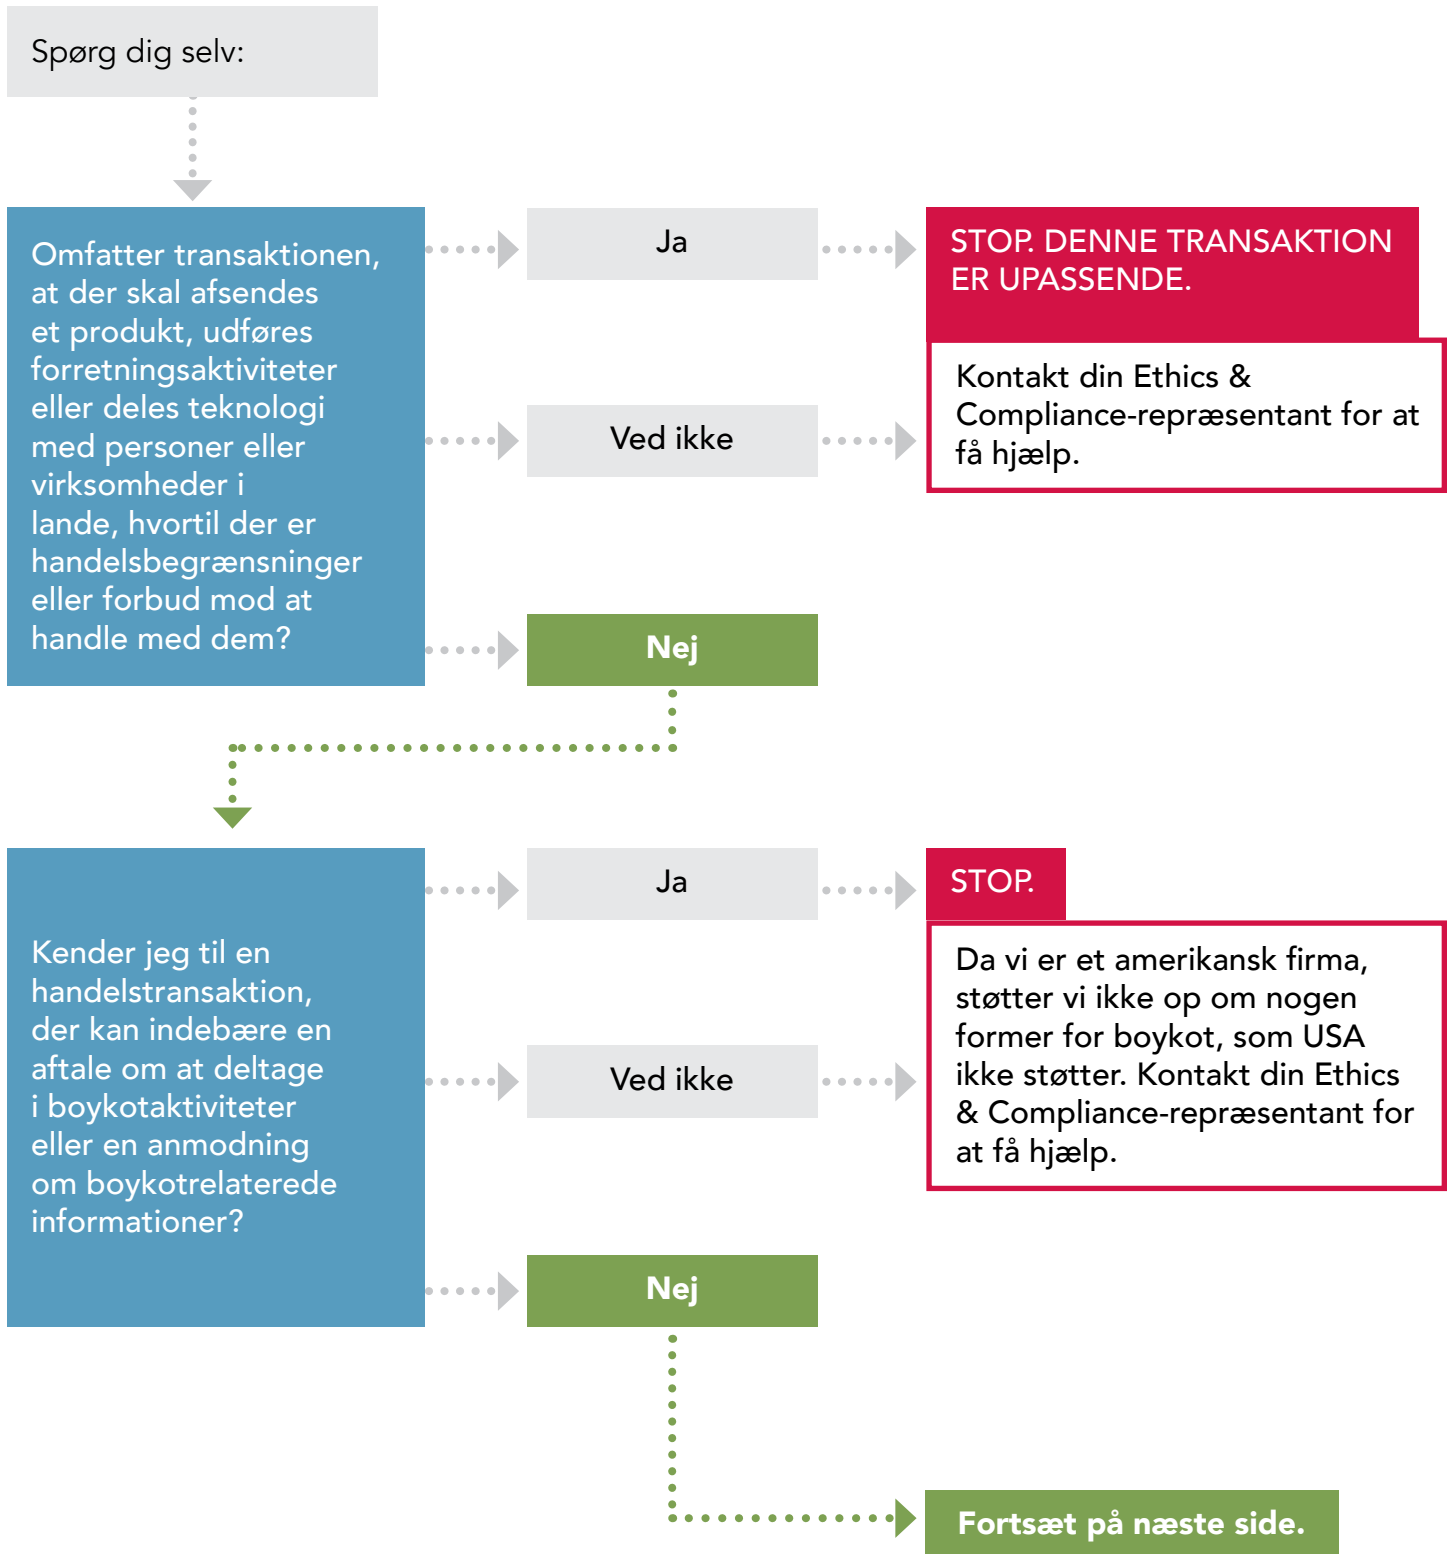 Spørg dig selv:
Omfatter transaktionen,
at der skal afsendes
et produkt, udføres
forretningsaktiviteter
eller deles teknologi
med personer eller
virksomheder i
lande, hvortil der er
handelsbegrænsninger
eller forbud mod at
handle med dem?
Ja
STOP. DENNE TRANSAKTION
ER UPASSENDE.
Kontakt din Ethics &
Compliance-repræsentant for at
få hjælp.
Ved ikke
Nej
Kender jeg til en
handelstransaktion,
der kan indebære en
aftale om at deltage
i boykotaktiviteter
eller en anmodning
om boykotrelaterede
informationer?
Ja
STOP.
Da vi er et amerikansk firma,
støtter vi ikke op om nogen
former for boykot, som USA
ikke støtter. Kontakt din Ethics
& Compliance-repræsentant for
at få hjælp.
Ved ikke
Nej
Fortsæt på næste side.